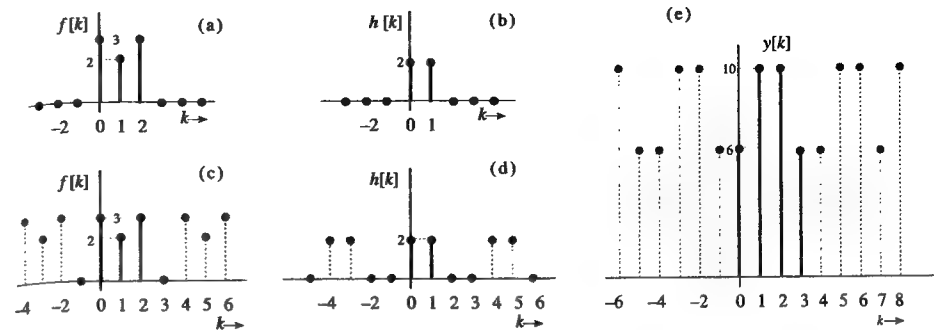 f[k] 3 (a)
2
-2 0 1 2 k→
h[k] (b)
2
-2 0 1 k→
(e)
y[k]
10
6
-6 -4 -2 0 1 2 3 4 5 6 7 8
k→
f[k] 3 (c)
2
-4 -2 0 1 2 3 4 5 6
k→
h[k] (d)
2
-4 -2 0 1 2 3 4 5 6
k→